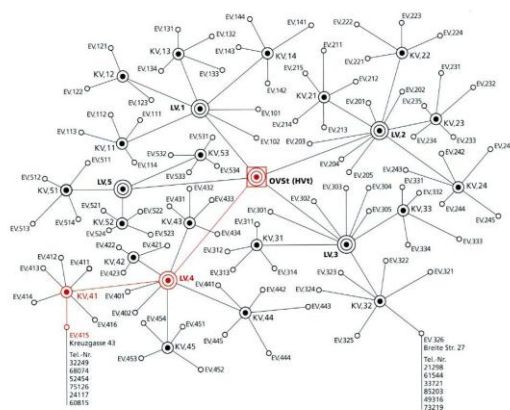 EV,144
EV,131
EV,132
EV,141
EV,223
EV,222
EV,224
EV,121
KV,13
EV,143
KV,14
EV,211
KV,22
EV,134
EV,133
EV,221
EV,231
KV,12
EV,215
EV,212
EV,232
EV,142
EV,122
EV,123
KV,21
EV,202
EV,235
EV,201
LV,1
EV,101
KV,23
EV,112
EV,111
EV,214
EV,213
LV,2
EV,234
EV,233
EV,113
EV,531
EV,102
EV,203
EV,242
KV,11
EV,532
KV,53
EV,114
EV,204
EV,243
EV,511
EV,534
EV,205
EV,512
LV,5
EV,533
OVSt (HVt)
KV,24
KV,51
EV,432
EV,303
EV,304
EV,331
EV,332
EV,431
EV,433
EV,302
EV,244
EV,521
EV,522
EV,301
EV,305
KV,33
EV,245
EV,514
EV,513
KV,52
KV,43
EV,524
EV,523
EV,434
KV,31
EV,333
EV,422
EV,421
EV,312
EV,311
EV,334
EV,412
KV,42
LV,3
EV,322
EV,413
EV,411
EV,423
LV,4
EV,313
EV,314
EV,323
EV,321
EV,441
EV,442
EV,324
EV,414
KV,41
EV,401
EV,443
KV,32
EV,402
KV,44
EV,416
EV,454
EV,451
EV,415
EV,445
EV,325
EV,326
Kreuzgasse 43
KV,45
Breite Str. 27
EV,453
EV,444
EV,452
Tel.-Nr.
32249
68074
52454
75126
24117
60815
Tel.-Nr.
21298
61544
33721
85203
49316
73219